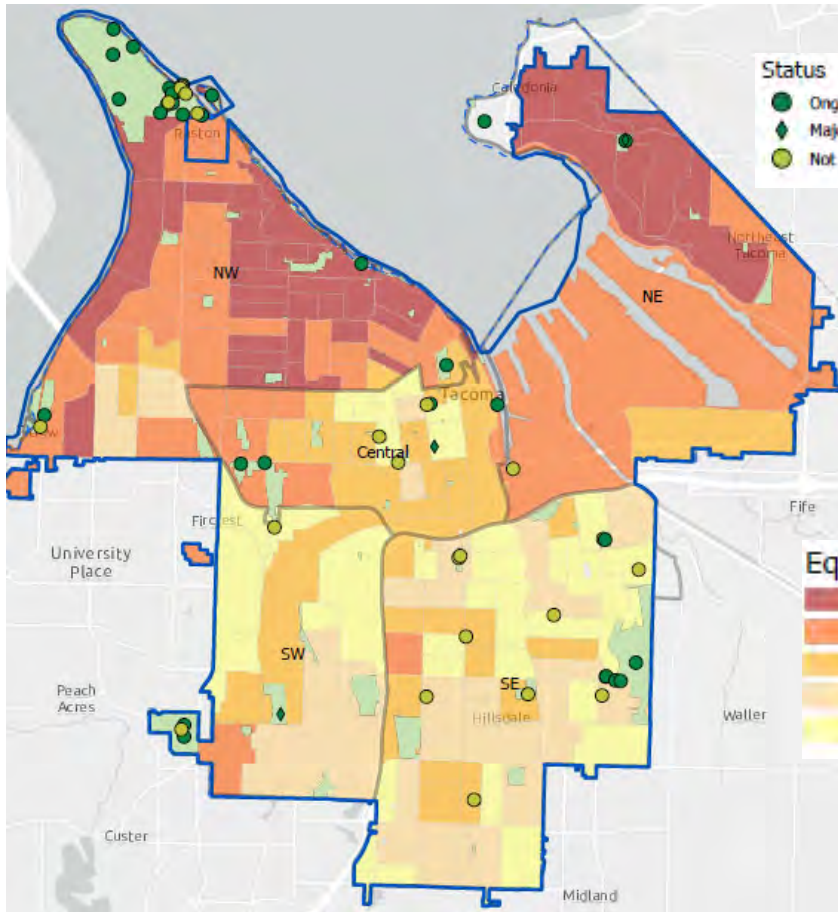 Status
Ong
Maj
Not
Caledonia
Ruston
Northeast
Tacoma
NW
NE
Tacoma
Central
Fircrest
Fife
University
Place
Eq
SW
SE
Peach
Acres
Hillsdale
Waller
Custer
Midland